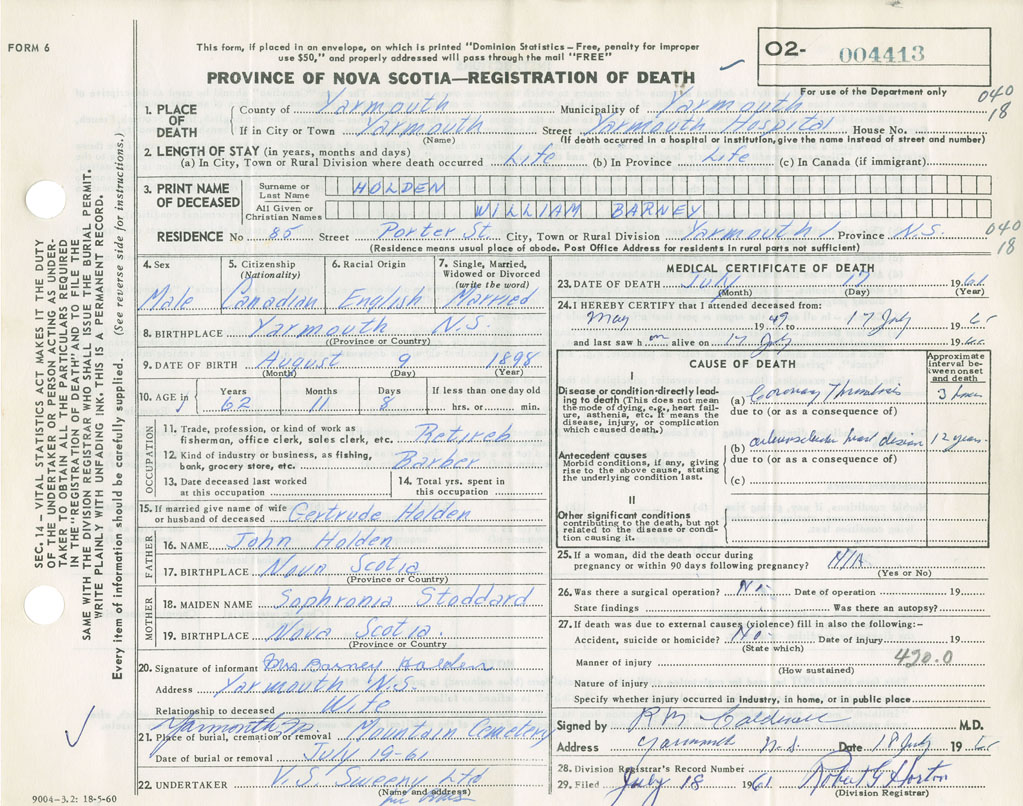 FORM 6
This form, if placed in an envelope, on which is printed "Dominion Statistics – Free, penalty for improper
use $50," and properly addressed will pass through the mail "FREE"
PROVINCE OF NOVA SCOTIA—REGISTRATION OF DEATH
O2- 004413
For use of the Department only
040
18
1. PLACE OF DEATH
County of Yarmouth Municipality of Yarmouth
If in City or Town Yarmouth Street Yarmouth Hospital House No.
(Name) (If death occurred in a hospital or institution, give the name instead of street and number)
2. LENGTH OF STAY (in years, months and days)
(a) In City, Town or Rural Division where death occurred Life (b) In Province Life (c) In Canada (if immigrant)
3. PRINT NAME OF DECEASED
Surname or Last Name HOLDEN
All Given or Christian Names WILLIAM BARNEY
RESIDENCE No 85 Street Porter St. City, Town or Rural Division Yarmouth Province N.S.
040
18
(Residence means usual place of abode. Post Office Address for residents in rural parts not sufficient)
4. Sex Male
5. Citizenship (Nationality) Canadian
6. Racial Origin English
7. Single, Married, Widowed or Divorced (write the word) Married
8. BIRTHPLACE Yarmouth N.S.
(Province or Country)
9. DATE OF BIRTH August 9 1898
(Month) (Day) (Year)
10. AGE in Years 62 Months 11 Days 8 If less than one day old hrs. or min.
OCCUPATION
11. Trade, profession, or kind of work as fisherman, office clerk, sales clerk, etc. Retired
12. Kind of industry or business, as fishing, bank, grocery store, etc. Barber
13. Date deceased last worked at this occupation
14. Total yrs. spent in this occupation
15. If married give name of wife or husband of deceased Gertrude Holden
FATHER
16. NAME John Holden
17. BIRTHPLACE Nova Scotia
(Province or Country)
MOTHER
18. MAIDEN NAME Sophronia Stoddard
19. BIRTHPLACE Nova Scotia.
(Province or Country)
20. Signature of informant Mrs Barney Holden
Address Yarmouth N.S.
Relationship to deceased Wife
21. Place of burial, cremation or removal Yarmouth Mountain Cemetery
Date of burial or removal July 19-61
22. UNDERTAKER V.S. Sweeny Ltd
(Name and address)
9004-3.2: 18-5-60
MEDICAL CERTIFICATE OF DEATH
23. DATE OF DEATH July 17 1961
(Month) (Day) (Year)
24. I HEREBY CERTIFY that I attended deceased from:
May 1949 to 17 July 19
and last saw h alive on 17 July 19
CAUSE OF DEATH
Approximate interval between onset and death
I
Disease or condition directly leading to death (This does not mean the mode of dying, e.g., heart failure, asthenia, etc. It means the disease, injury, or complication which caused death.)
(a) Coronary Thrombosis 3 hours
due to (or as a consequence of)
Antecedent causes
Morbid conditions, if any, giving rise to the above cause, stating the underlying condition last.
(b) heart disease 12 years
due to (or as a consequence of)
(c)
II
Other significant conditions
contributing to the death, but not related to the disease or condition causing it.
25. If a woman, did the death occur during pregnancy or within 90 days following pregnancy? N/A
(Yes or No)
26. Was there a surgical operation? No. Date of operation 19
State findings Was there an autopsy?
27. If death was due to external causes (violence) fill in also the following:-
Accident, suicide or homicide? No. Date of injury 19
(State which)
420.0
Manner of injury
(How sustained)
Nature of injury
Specify whether injury occurred in industry, in home, or in public place
Signed by R M Caldwell M.D.
Address Yarmouth N.S. Date 18 July 19
28. Division Registrar's Record Number
29. Filed July 18 1961 Robert G Horton
(Division Registrar)
SEC. 14 – VITAL STATISTICS ACT MAKES IT THE DUTY
OF THE UNDERTAKER OR PERSON ACTING AS UNDER-
TAKER TO OBTAIN ALL THE PARTICULARS REQUIRED
IN THE "REGISTRATION OF DEATH" AND TO FILE THE
SAME WITH THE DIVISION REGISTRAR WHO SHALL ISSUE THE BURIAL PERMIT.
WRITE PLAINLY WITH UNFADING INK. THIS IS A PERMANENT RECORD.
Every item of information should be carefully supplied. (See reverse side for instructions.)